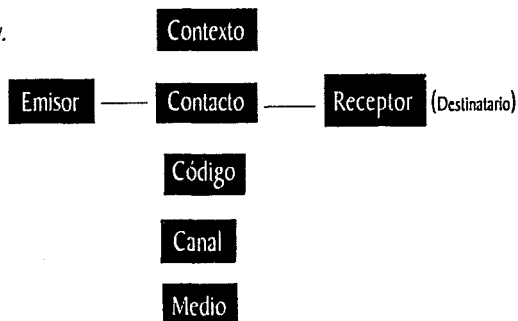 Contexto
Emisor Contacto Receptor (Destinatario)
Código
Canal
Medio